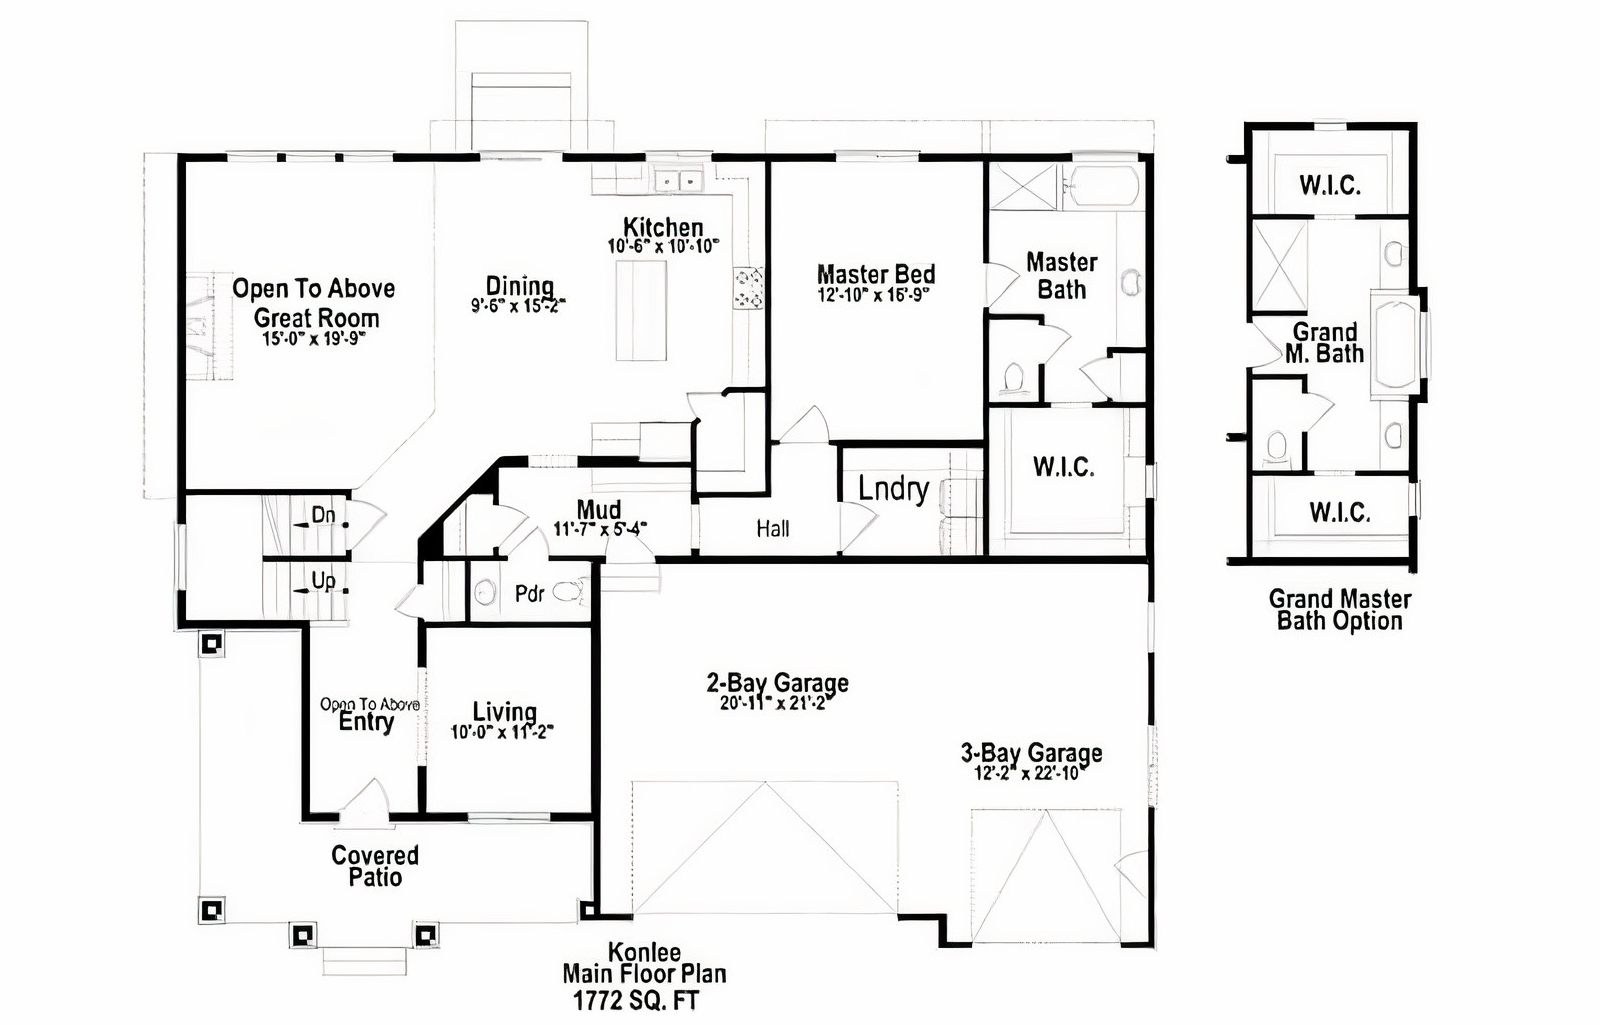 Kitchen
10'-6" x 10'-10"
W.I.C.
Open To Above
Great Room
15'-0" x 19'-9"
Dining
9'-6" x 15'-2"
Master Bed
12'-10" x 16'-9"
Master
Bath
Grand
M. Bath
W.I.C.
Lndry
Mud
11'-7" x 5'-4"
Hall
Dn
Up
Pdr
W.I.C.
Grand Master
Bath Option
Open To Above
Entry
Living
10'-0" x 11'-2"
2-Bay Garage
20'-11" x 21'-2"
3-Bay Garage
12'-2" x 22'-10"
Covered
Patio
Konlee
Main Floor Plan
1772 SQ. FT